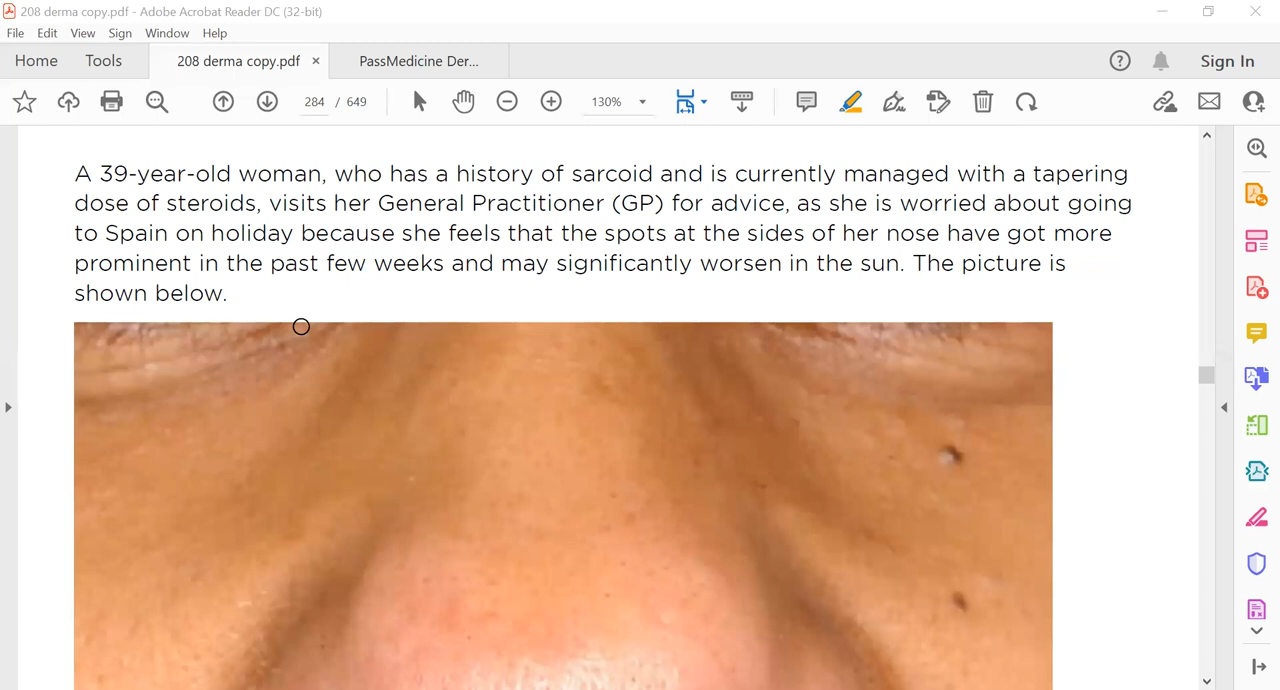 208 derma copy.pdf - Adobe Acrobat Reader DC (32-bit)
File Edit View Sign Window Help
Home Tools 208 derma copy.pdf × PassMedicine Der... Sign In
284 / 649 130%
A 39-year-old woman, who has a history of sarcoid and is currently managed with a tapering
dose of steroids, visits her General Practitioner (GP) for advice, as she is worried about going
to Spain on holiday because she feels that the spots at the sides of her nose have got more
prominent in the past few weeks and may significantly worsen in the sun. The picture is
shown below.